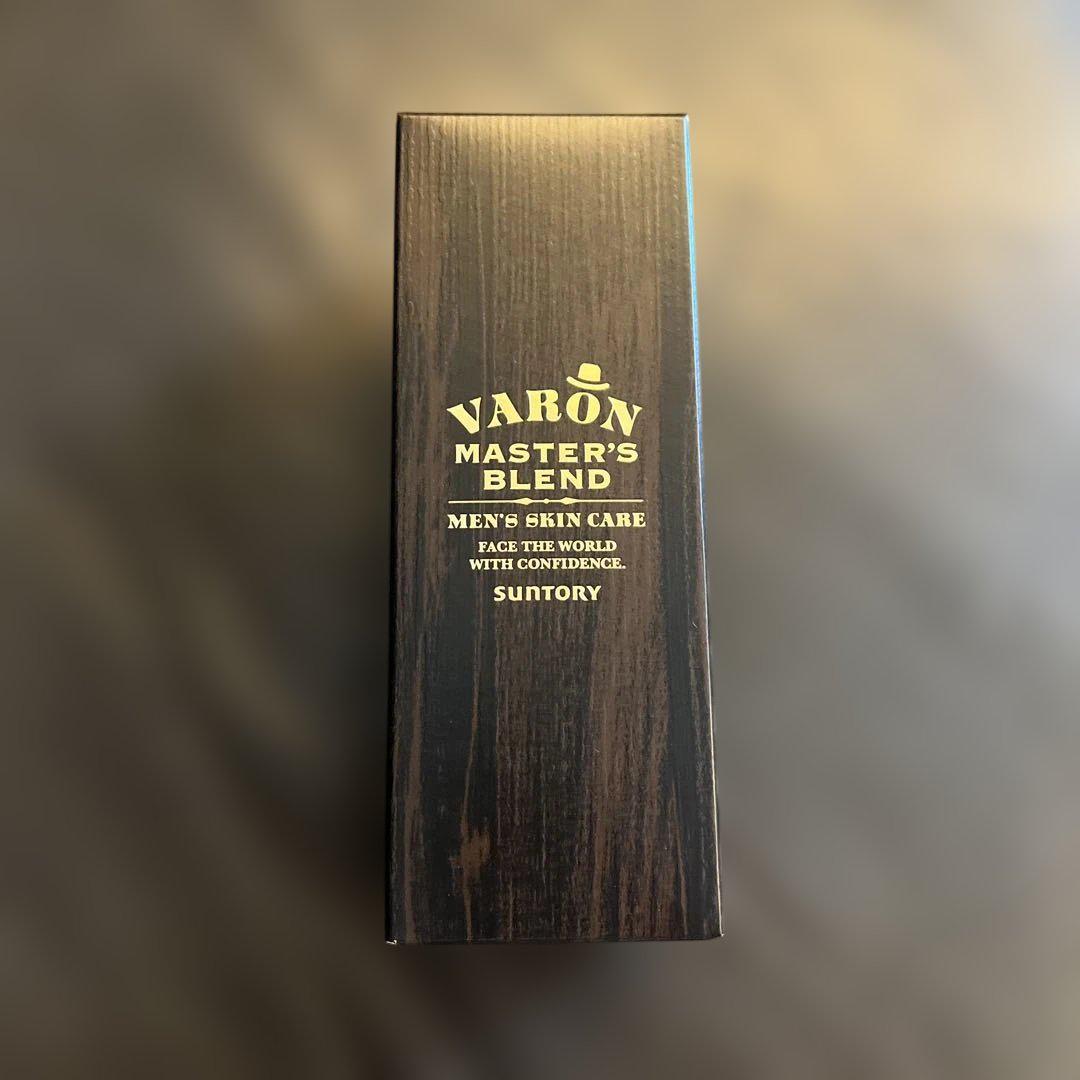 VARON
MASTER'S
BLEND
MEN'S SKIN CARE
FACE THE WORLD
WITH CONFIDENCE.
SUNTORY